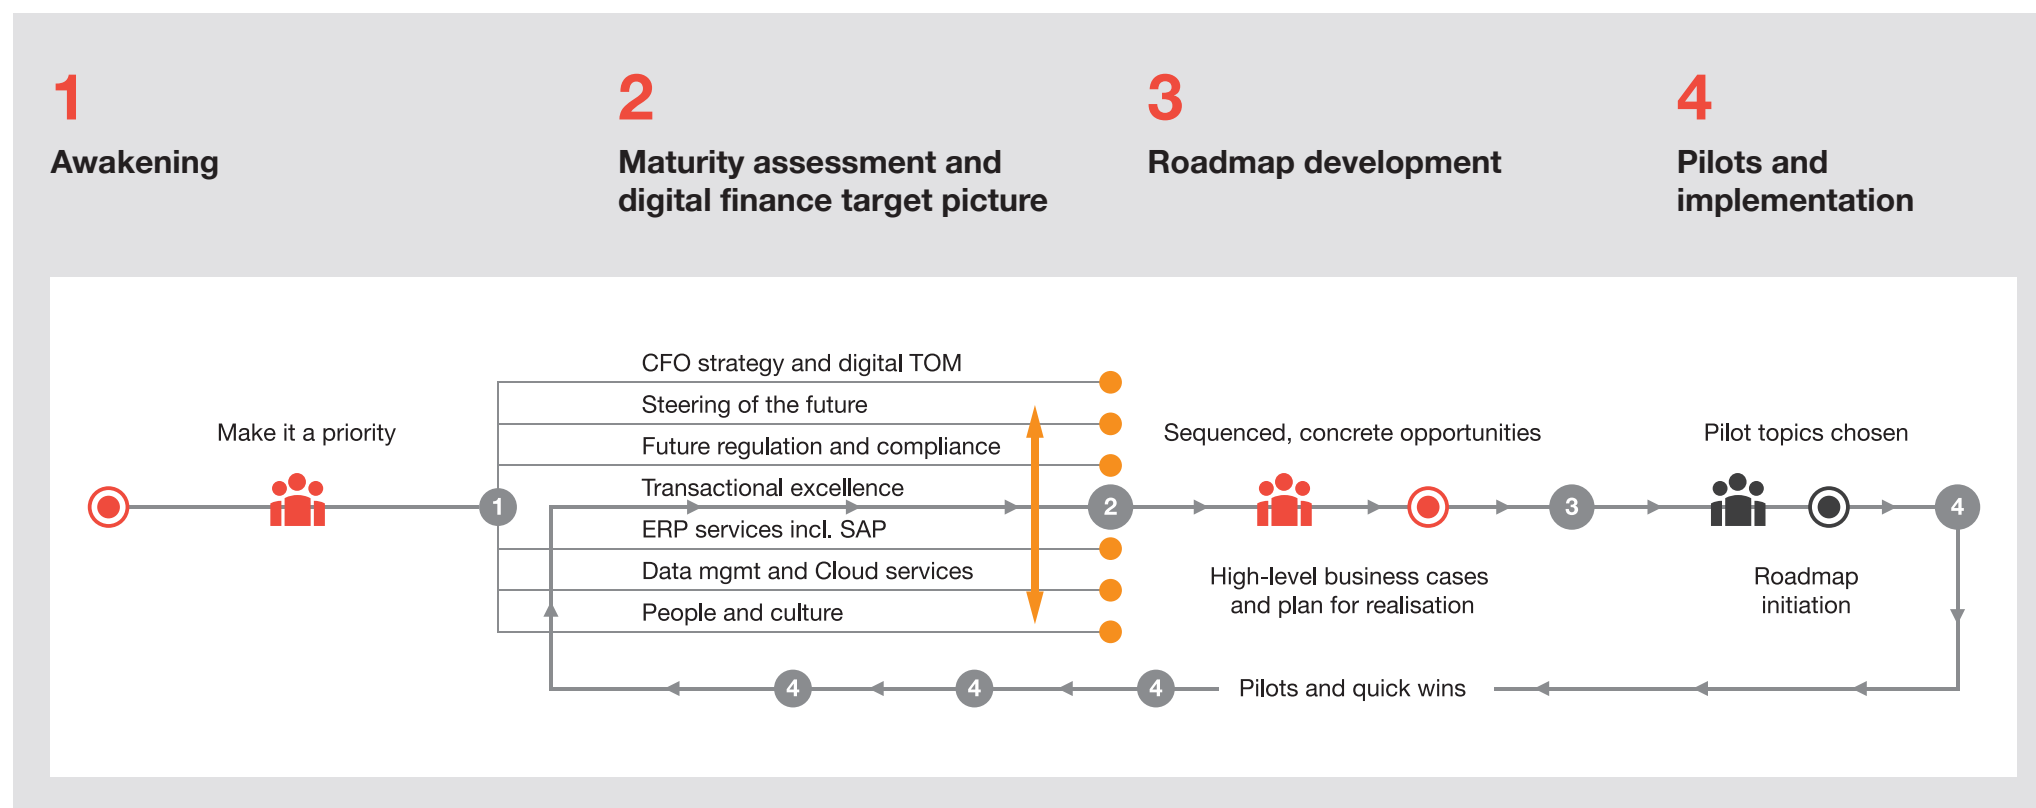 1
Awakening
2
Maturity assessment and
digital finance target picture
3
Roadmap development
4
Pilots and
implementation
Make it a priority
1
CFO strategy and digital TOM
Steering of the future
Future regulation and compliance
Transactional excellence
ERP services incl. SAP
Data mgmt and Cloud services
People and culture
2
Sequenced, concrete opportunities
High-level business cases
and plan for realisation
3
Pilot topics chosen
Roadmap
initiation
4
4
4
4
Pilots and quick wins